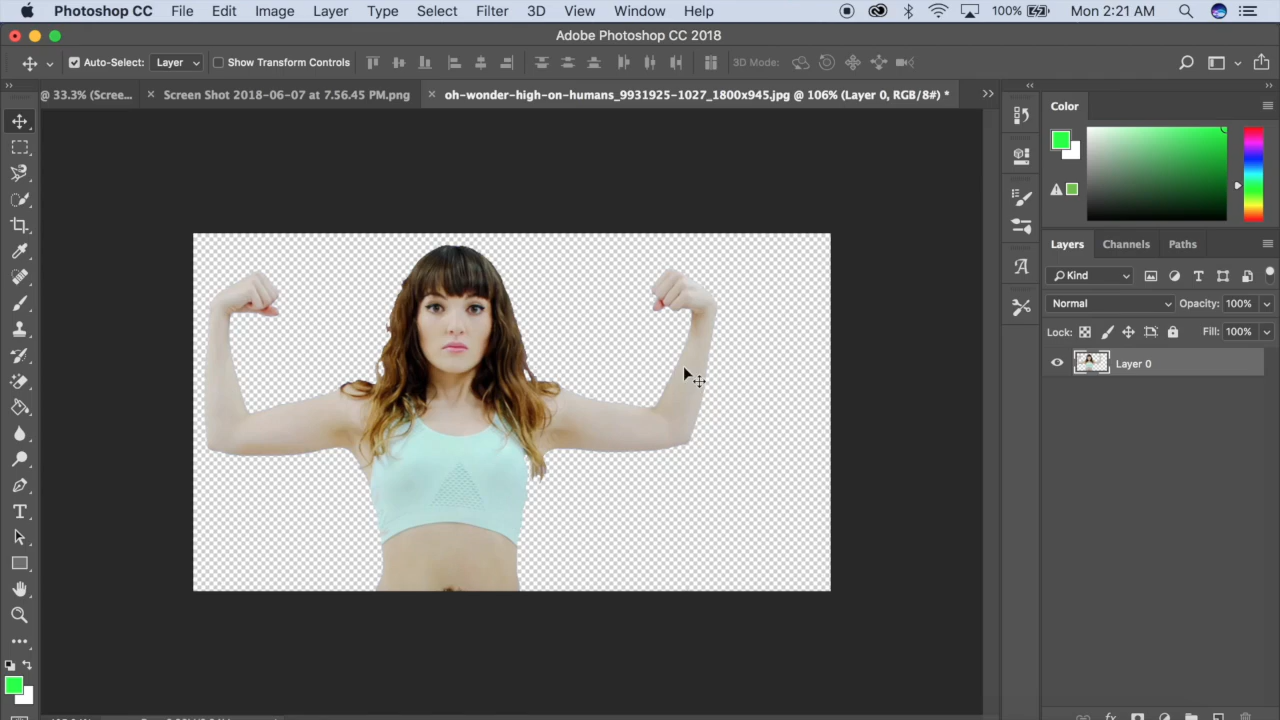 Photoshop CC File Edit Image Layer Type Select Filter 3D View Window Help 100% Mon 2:21 AM
Adobe Photoshop CC 2018
Auto-Select: Layer Show Transform Controls 3D Mode:
@ 33.3% (Scree... Screen Shot 2018-06-07 at 7.56.45 PM.png oh-wonder-high-on-humans_9931925-1027_1800x945.jpg @ 106% (Layer 0, RGB/8#) *
Color
Layers Channels Paths
Kind
Normal Opacity: 100%
Lock: Fill: 100%
Layer 0